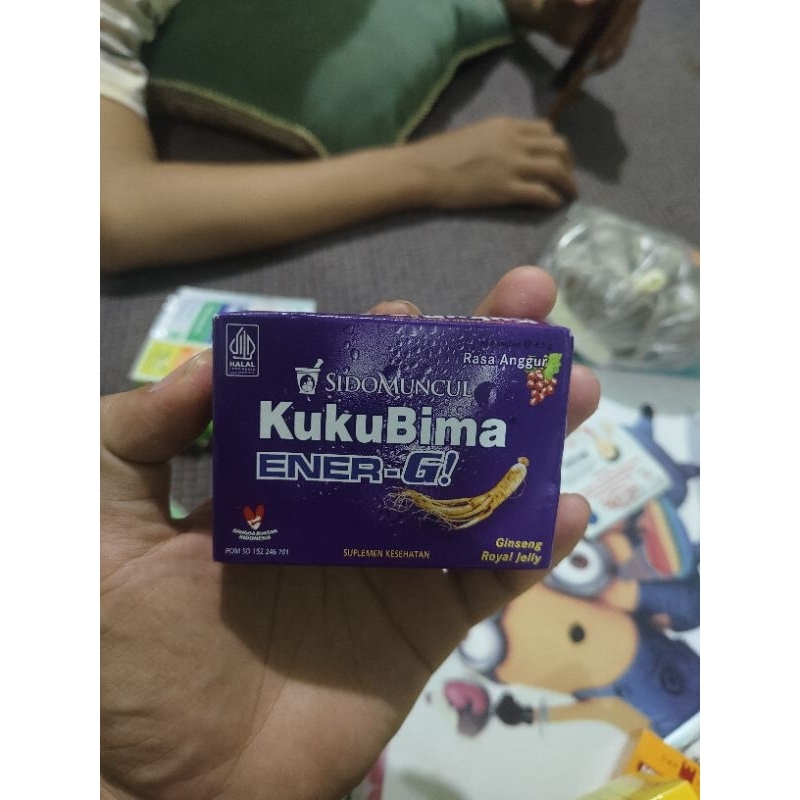 Rasa Anggur
HALAL
INDONESIA
SIDOMUNCUL
KukuBima
ENER-G!
BANGGA BUATAN
INDONESIA
Ginseng
Royal Jelly
POM SD 152 246 701
SUPLEMEN KESEHATAN